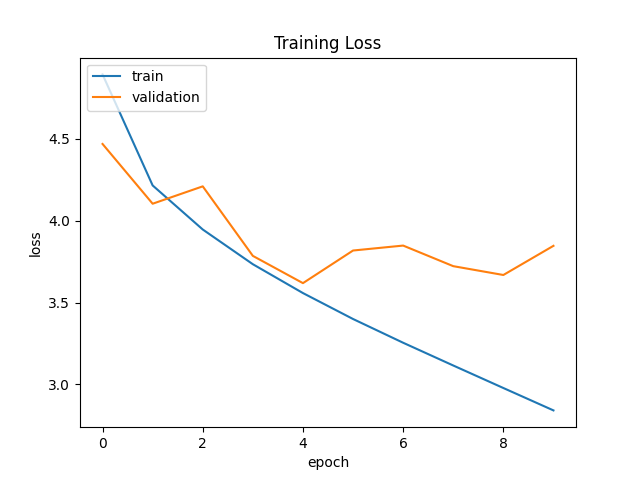 Training Loss
train
validation
4.5
4.0
3.5
3.0
loss
0 2 4 6 8
epoch